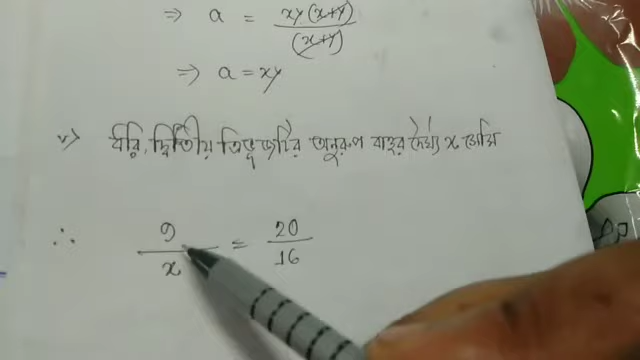 ⇒ a = xy(x+y)/(x+y)
⇒ a = xy
v> ধরি, দ্বিতীয় ত্রিভুজটির অনুরূপ বাহুর দৈর্ঘ্য x সেমি
∴ 9/x = 20/16